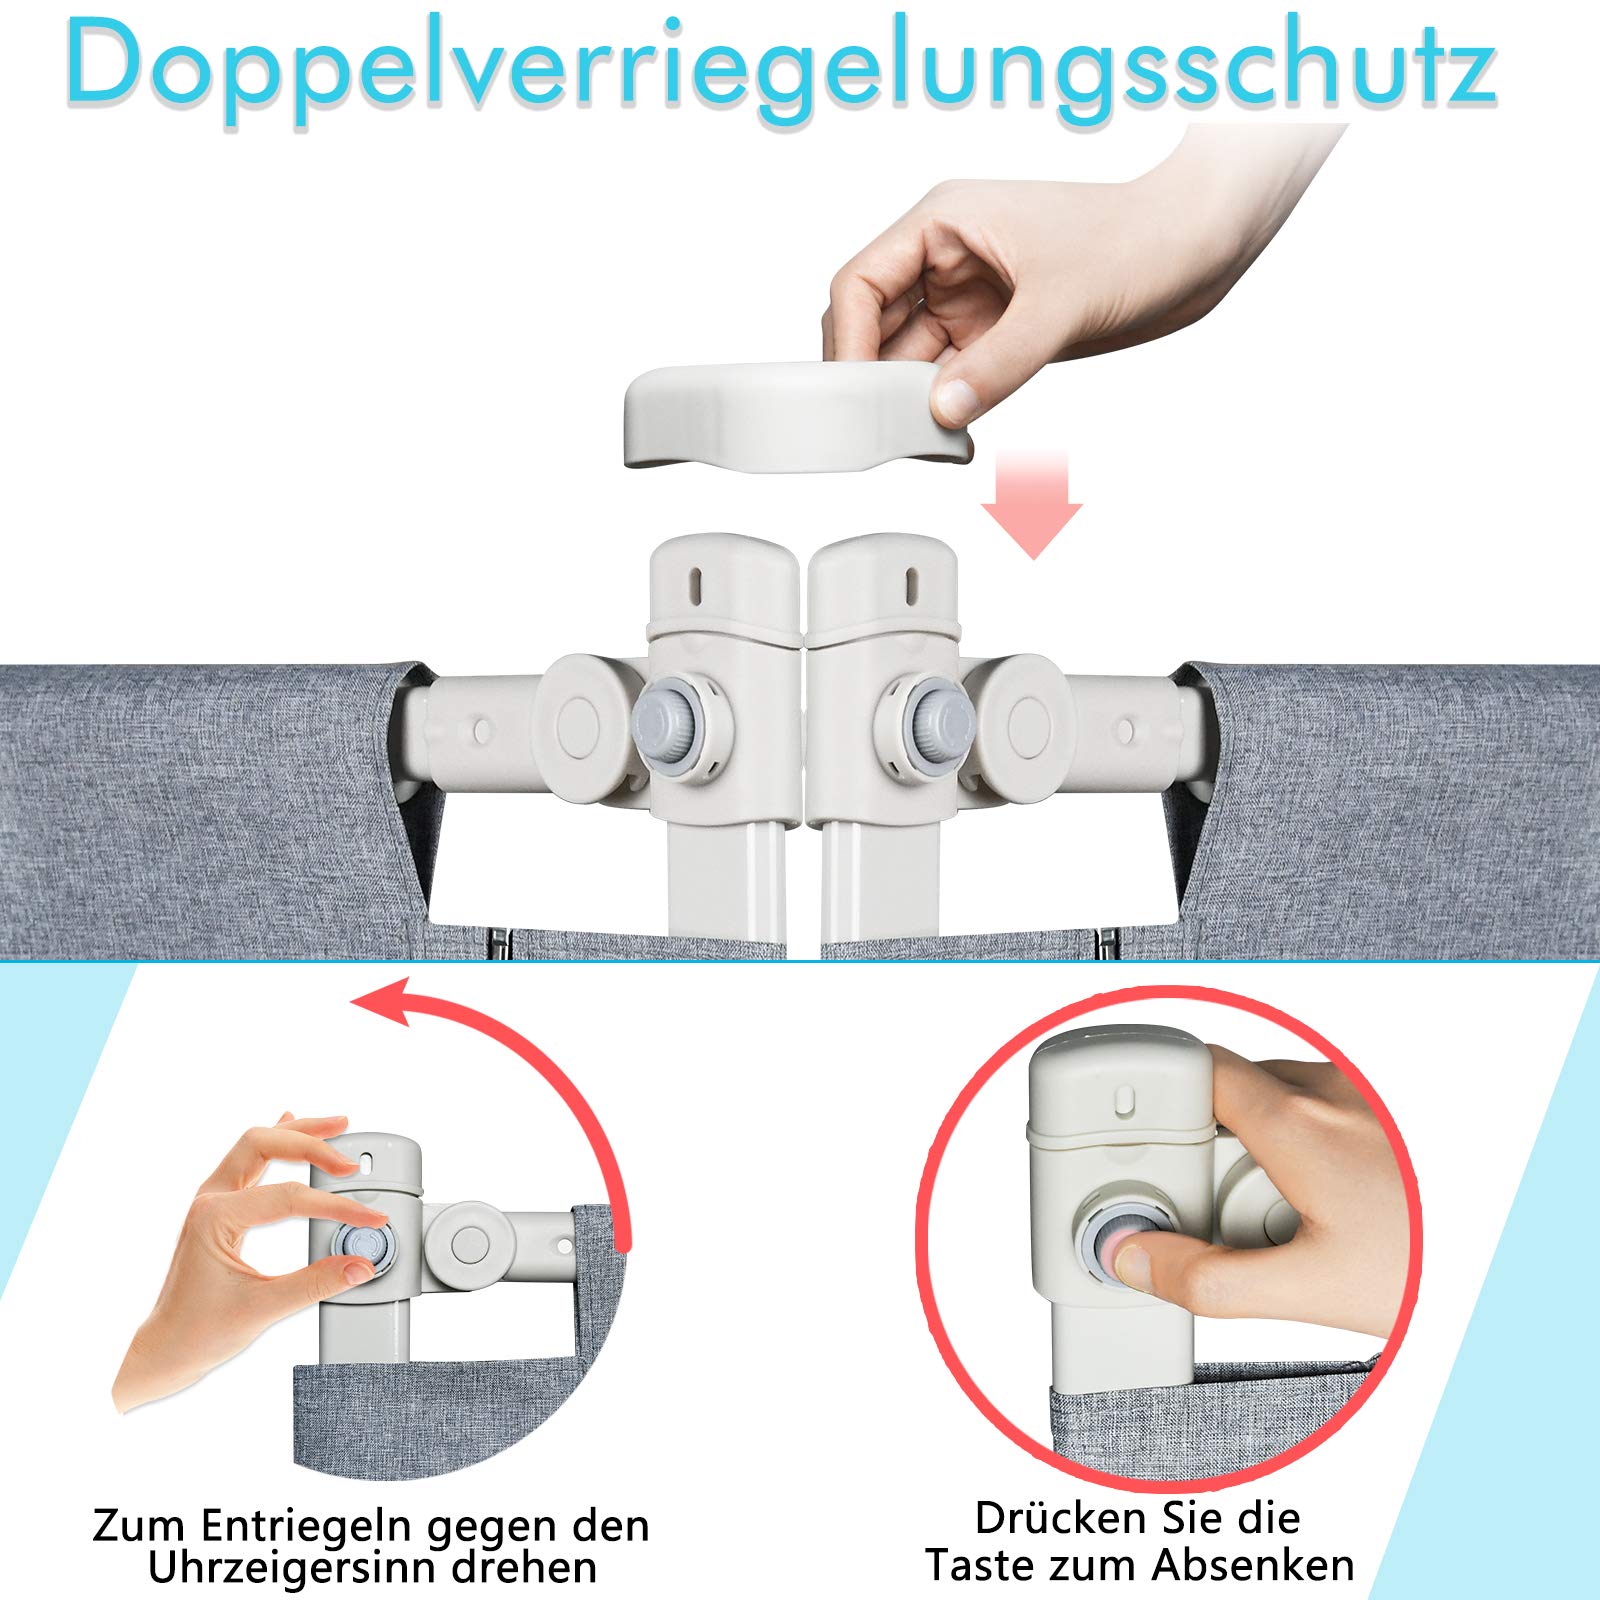 Doppelverriegelungsschutz
Zum Entriegeln gegen den
Uhrzeigersinn drehen
Drücken Sie die
Taste zum Absenken